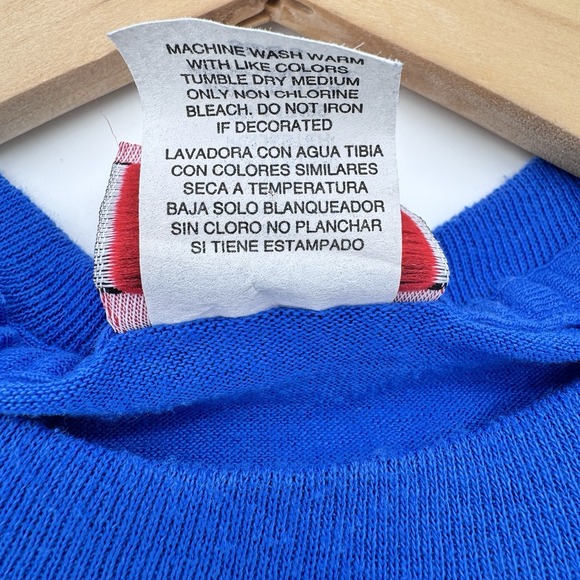 MACHINE WASH WARM
WITH LIKE COLORS
TUMBLE DRY MEDIUM
ONLY NON CHLORINE
BLEACH. DO NOT IRON
IF DECORATED
LAVADORA CON AGUA TIBIA
CON COLORES SIMILARES
SECA A TEMPERATURA
BAJA SOLO BLANQUEADOR
SIN CLORO NO PLANCHAR
SI TIENE ESTAMPADO